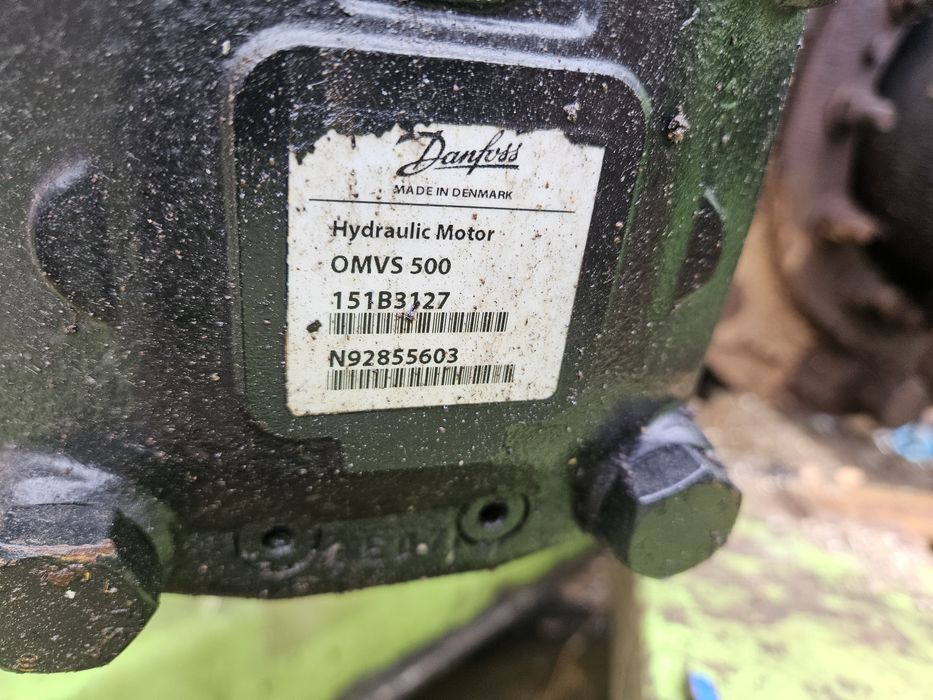 Danfoss
MADE IN DENMARK
Hydraulic Motor
OMVS 500
151B3127
N92855603